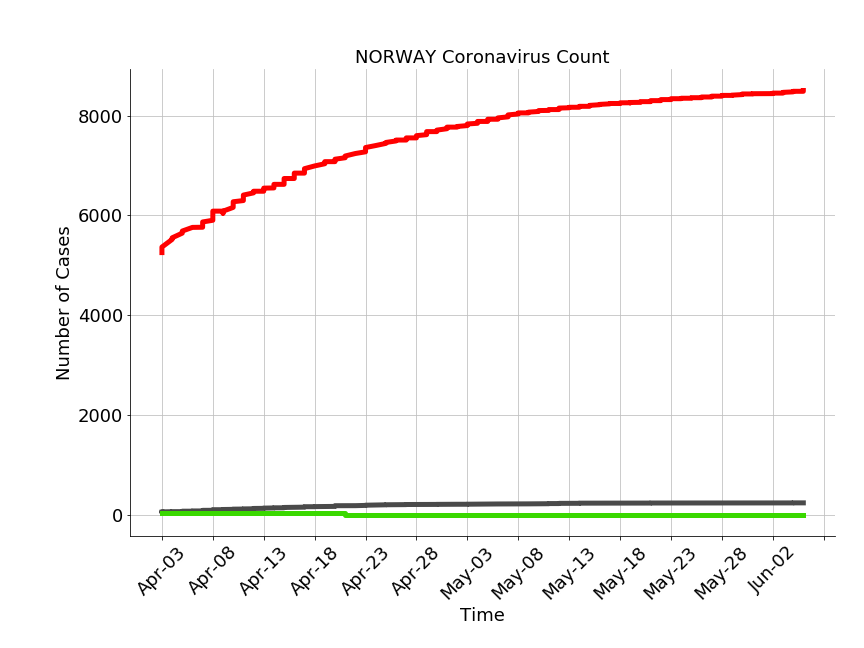 NORWAY Coronavirus Count
Number of Cases
8000
6000
4000
2000
0
Apr-03
Apr-08
Apr-13
Apr-18
Apr-23
Apr-28
May-03
May-08
May-13
May-18
May-23
May-28
Jun-02
Time